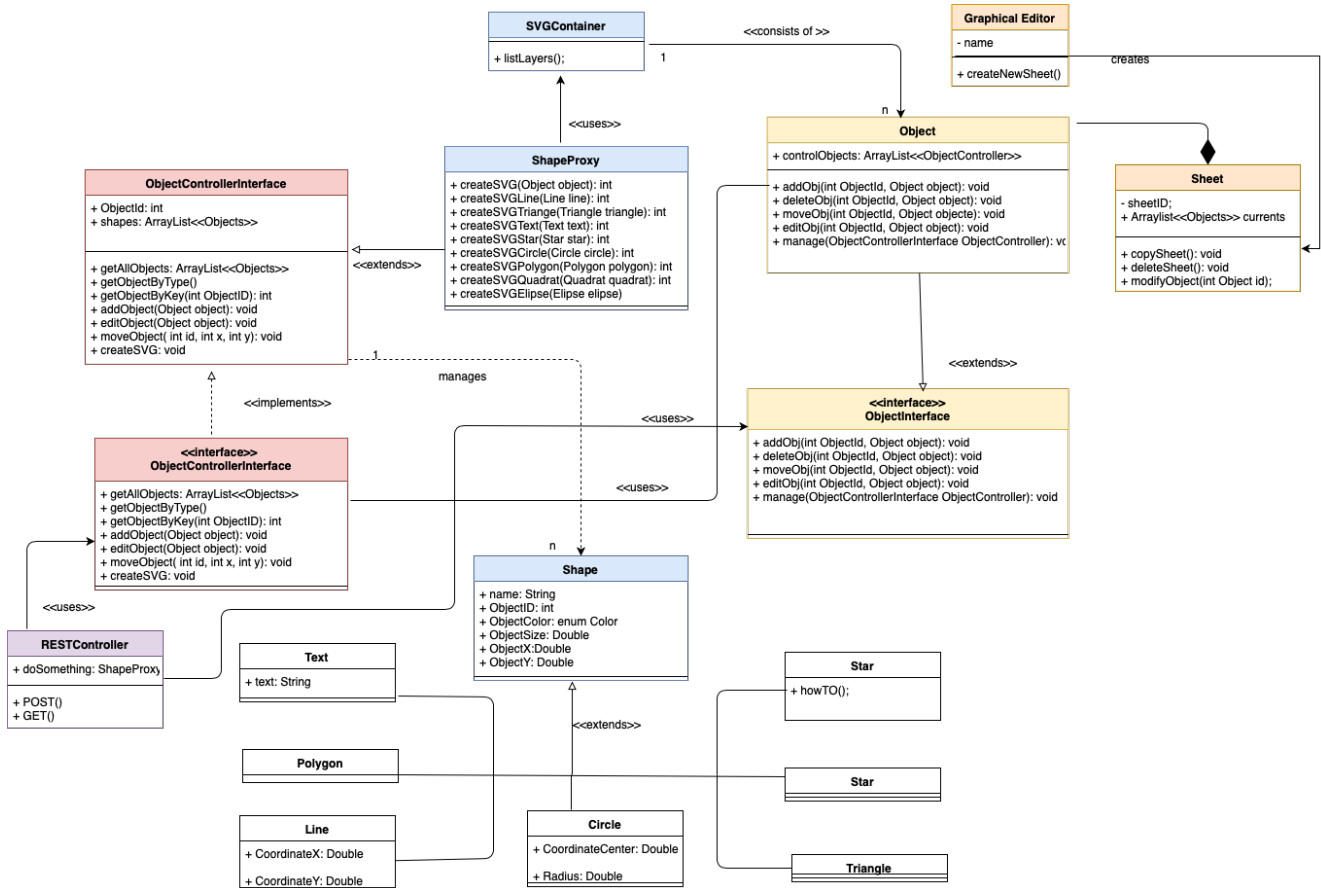 SVGContainer
+ listLayers();
<<consists of >>
1
n
Graphical Editor
- name
+ createNewSheet()
creates
<<uses>>
Object
+ controlObjects: ArrayList<<ObjectController>>
+ addObj(int ObjectId, Object object): void
+ deleteObj(int ObjectId, Object object): void
+ moveObj(int ObjectId, Object objecte): void
+ editObj(int ObjectId, Object object): void
+ manage(ObjectControllerInterface ObjectController): vo
Sheet
- sheetID;
+ Arraylist<<Objects>> currents
+ copySheet(): void
+ deleteSheet(): void
+ modifyObject(int Object id);
ShapeProxy
+ createSVG(Object object): int
+ createSVGLine(Line line): int
+ createSVGTriange(Triangle triangle): int
+ createSVGText(Text text): int
+ createSVGStar(Star star): int
+ createSVGCircle(Circle circle): int
+ createSVGPolygon(Polygon polygon): int
+ createSVGQuadrat(Quadrat quadrat): int
+ createSVGElipse(Elipse elipse)
ObjectControllerInterface
+ ObjectId: int
+ shapes: ArrayList<<Objects>>
+ getAllObjects: ArrayList<<Objects>>
+ getObjectByType()
+ getObjectByKey(int ObjectID): int
+ addObject(Object object): void
+ editObject(Object object): void
+ moveObject( int id, int x, int y): void
+ createSVG: void
<<extends>>
1
manages
n
<<implements>>
<<extends>>
<<uses>>
<<uses>>
<<interface>>
ObjectInterface
+ addObj(int ObjectId, Object object): void
+ deleteObj(int ObjectId, Object object): void
+ moveObj(int ObjectId, Object object): void
+ editObj(int ObjectId, Object object): void
+ manage(ObjectControllerInterface ObjectController): void
<<interface>>
ObjectControllerInterface
+ getAllObjects: ArrayList<<Objects>>
+ getObjectByType()
+ getObjectByKey(int ObjectID): int
+ addObject(Object object): void
+ editObject(Object object): void
+ moveObject( int id, int x, int y): void
+ createSVG: void
<<uses>>
RESTController
+ doSomething: ShapeProxy
+ POST()
+ GET()
Shape
+ name: String
+ ObjectID: int
+ ObjectColor: enum Color
+ ObjectSize: Double
+ ObjectX:Double
+ ObjectY: Double
<<extends>>
Text
+ text: String
Polygon
Line
+ CoordinateX: Double
+ CoordinateY: Double
Circle
+ CoordinateCenter: Double
+ Radius: Double
Star
+ howTO();
Star
Triangle